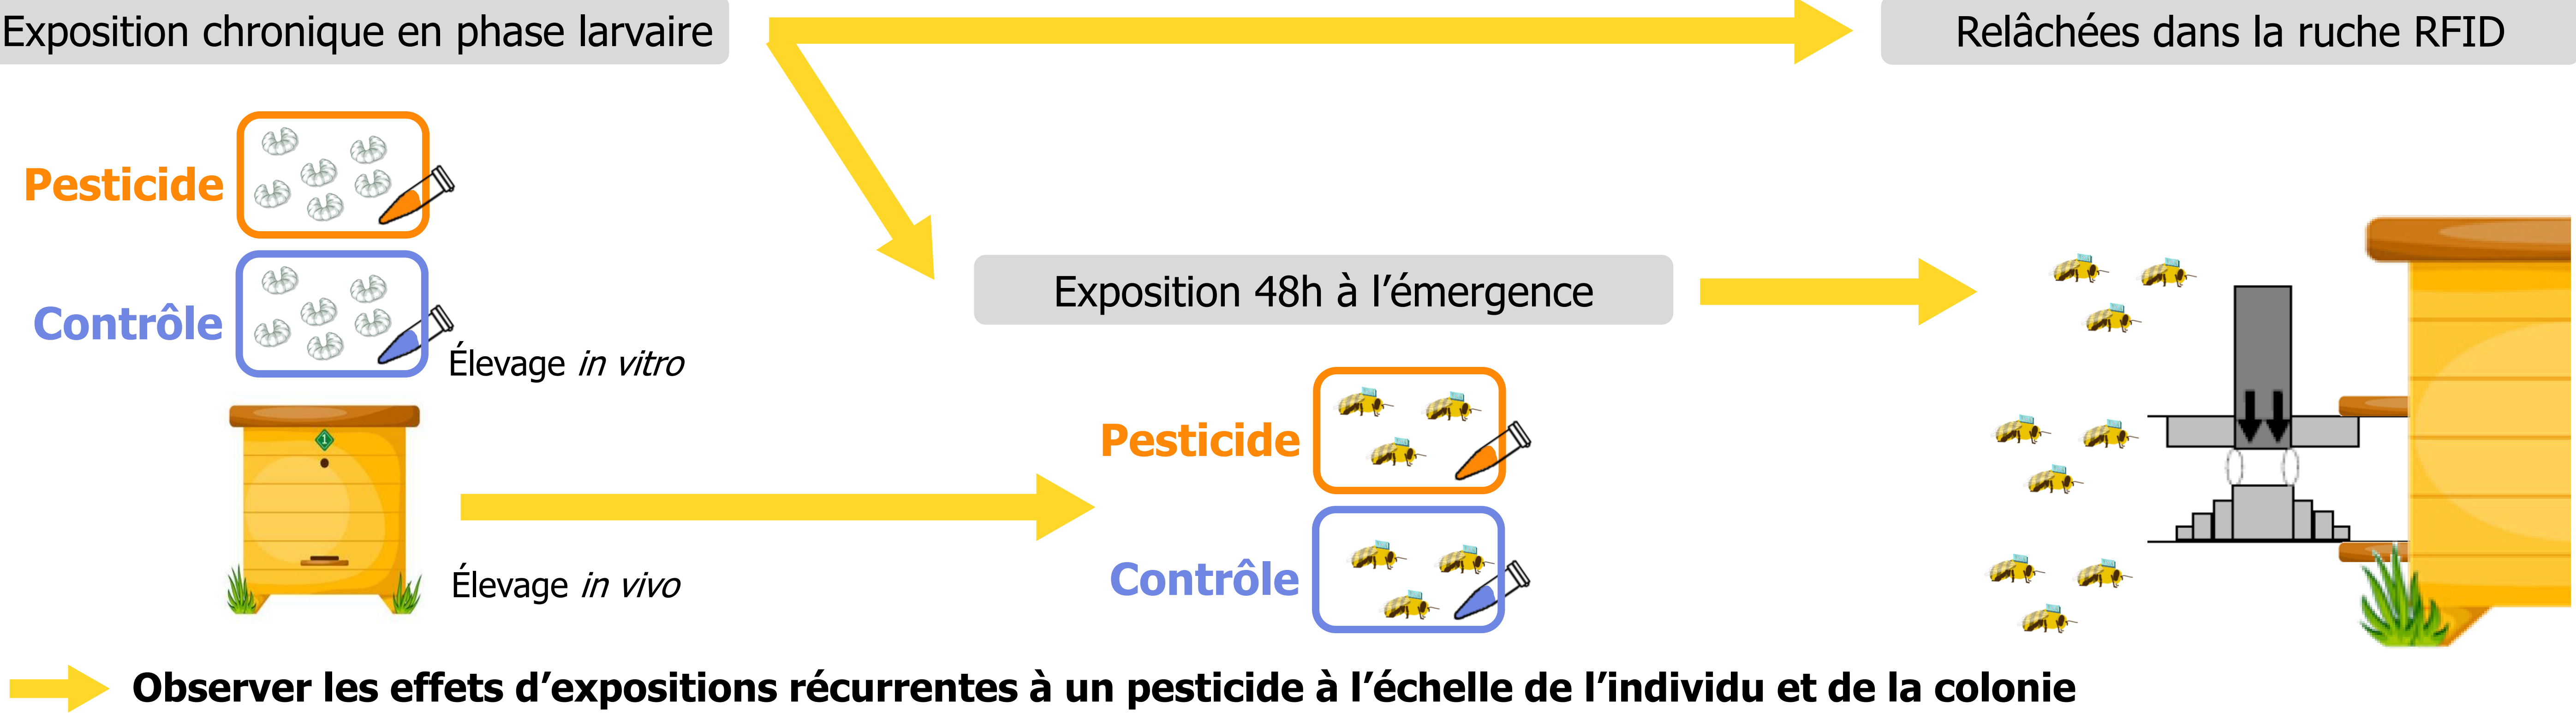 Exposition chronique en phase larvaire
Relâchées dans la ruche RFID
Pesticide
Contrôle
Élevage in vitro
Exposition 48h à l’émergence
1
Élevage in vivo
Pesticide
Contrôle
Observer les effets d’expositions récurrentes à un pesticide à l’échelle de l’individu et de la colonie